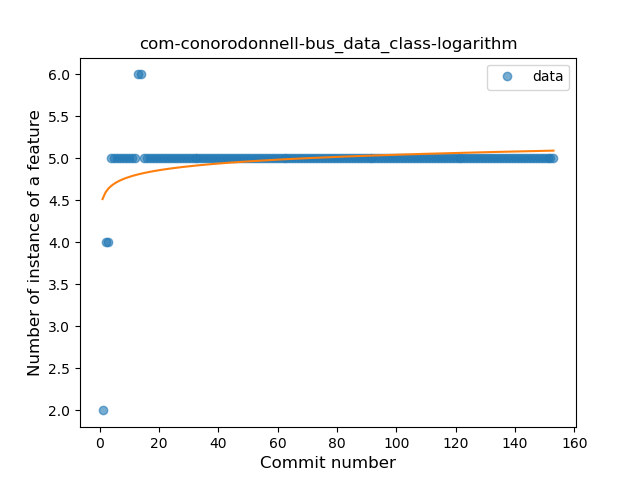 com-conorodonnell-bus_data_class-logarithm
data
Number of instance of a feature
6.0
5.5
5.0
4.5
4.0
3.5
3.0
2.5
2.0
0 20 40 60 80 100 120 140 160
Commit number